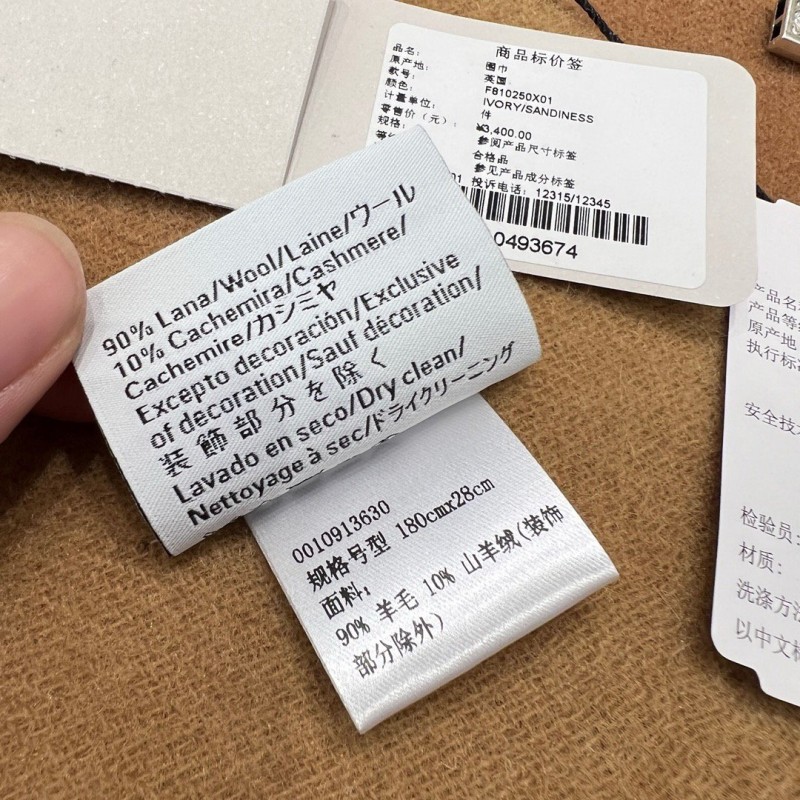 商品标价签
品名：
围巾
原产地：
英国
款号：
F810250X01
颜色：
IVORY/SANDINESS
计量单位：
件
零售价（元）：
¥3,400.00
规格：
参阅产品尺寸标签
合格品
参见产品成分标签
投诉电话：12315/12345
0493674
90% Lana/Wool/Laine/ウール
10% Cachemira/Cashmere/
Cachemire/カシミヤ
Excepto decoración/Exclusive
of decoration/Sauf décoration/
装飾部分を除く
Lavado en seco/Dry clean/
Nettoyage à sec/ドライクリーニング
0010913630
规格号型 180cmx28cm
面料：
90% 羊毛 10% 山羊绒(装饰
部分除外)
产品名
产品等
原产地
执行标
安全技
检验员：
材质：
洗涤方
以中文